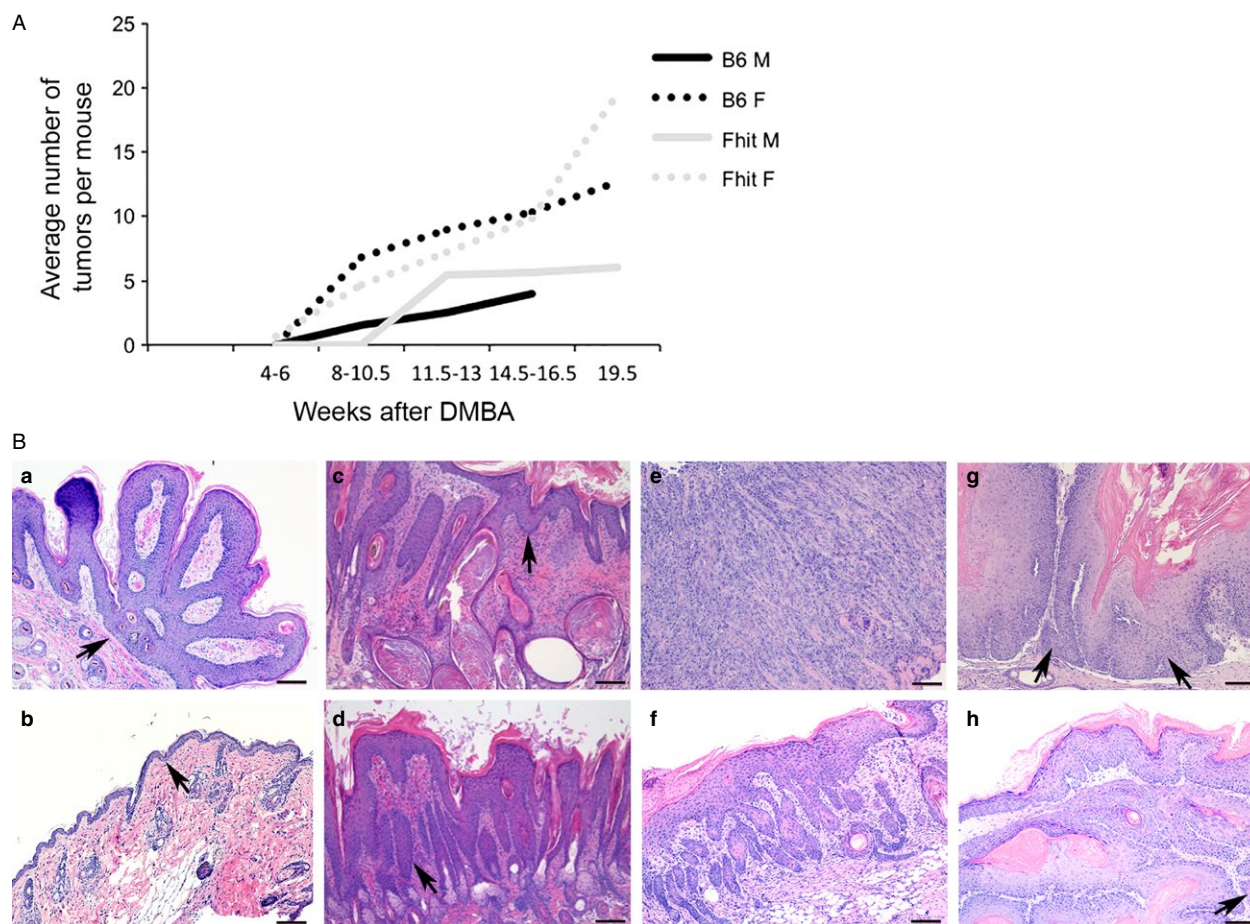 A
Average number of
tumors per mouse
25
20
15
10
5
0
4-6 8-10.5 11.5-13 14.5-16.5 19.5
Weeks after DMBA
B6 M
B6 F
Fhit M
Fhit F
B
a
c
e
g
b
d
f
h